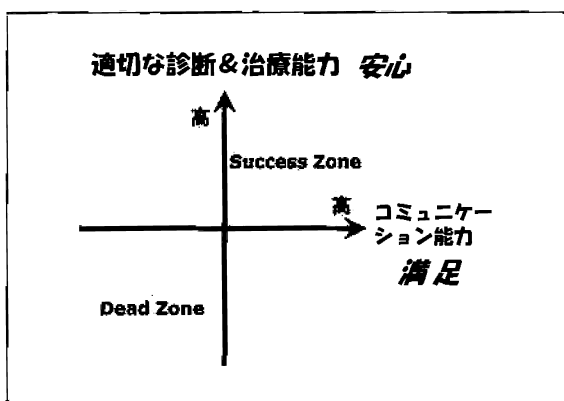 適切な診断&治療能力 安心
高
Success Zone
高
コミュニケー
ション能力
満足
Dead Zone